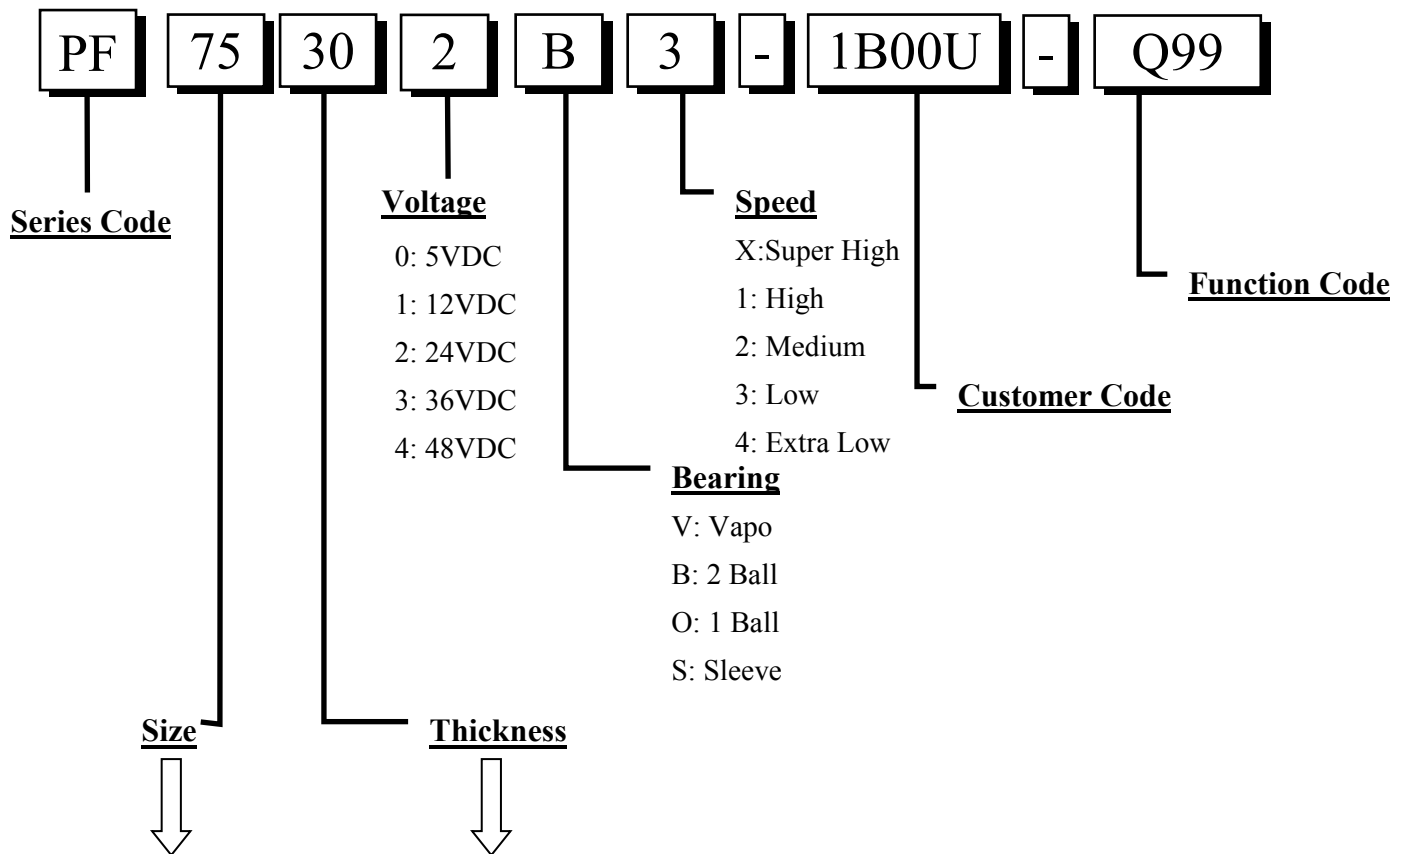 PF 75 30 2 B 3 - 1B00U - Q99
Series Code
Voltage
0: 5VDC
1: 12VDC
2: 24VDC
3: 36VDC
4: 48VDC
Speed
X:Super High
1: High
2: Medium
3: Low
4: Extra Low
Function Code
Customer Code
Bearing
V: Vapo
B: 2 Ball
O: 1 Ball
S: Sleeve
Size
Thickness